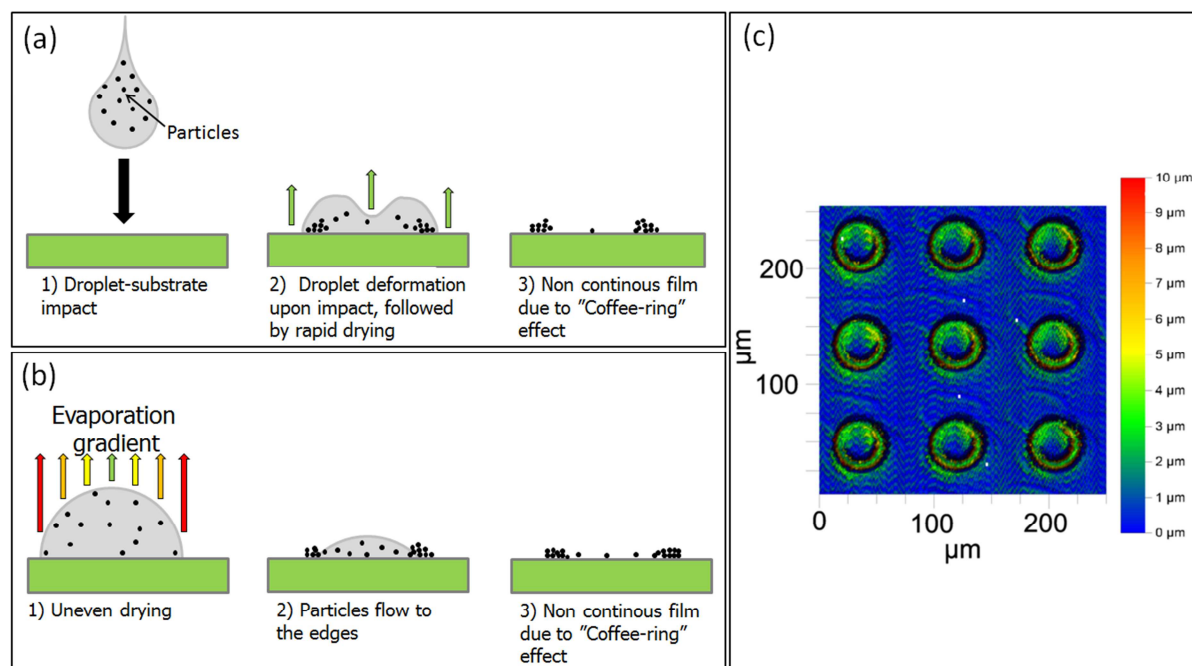 (a)
Particles
1) Droplet-substrate
impact
2) Droplet deformation
upon impact, followed
by rapid drying
3) Non continous film
due to "Coffee-ring"
effect
(b)
Evaporation
gradient
1) Uneven drying
2) Particles flow to
the edges
3) Non continous film
due to "Coffee-ring"
effect
(c)
10 µm
9 µm
8 µm
7 µm
6 µm
5 µm
4 µm
3 µm
2 µm
1 µm
0 µm
µm
200
100
0
100
200
µm